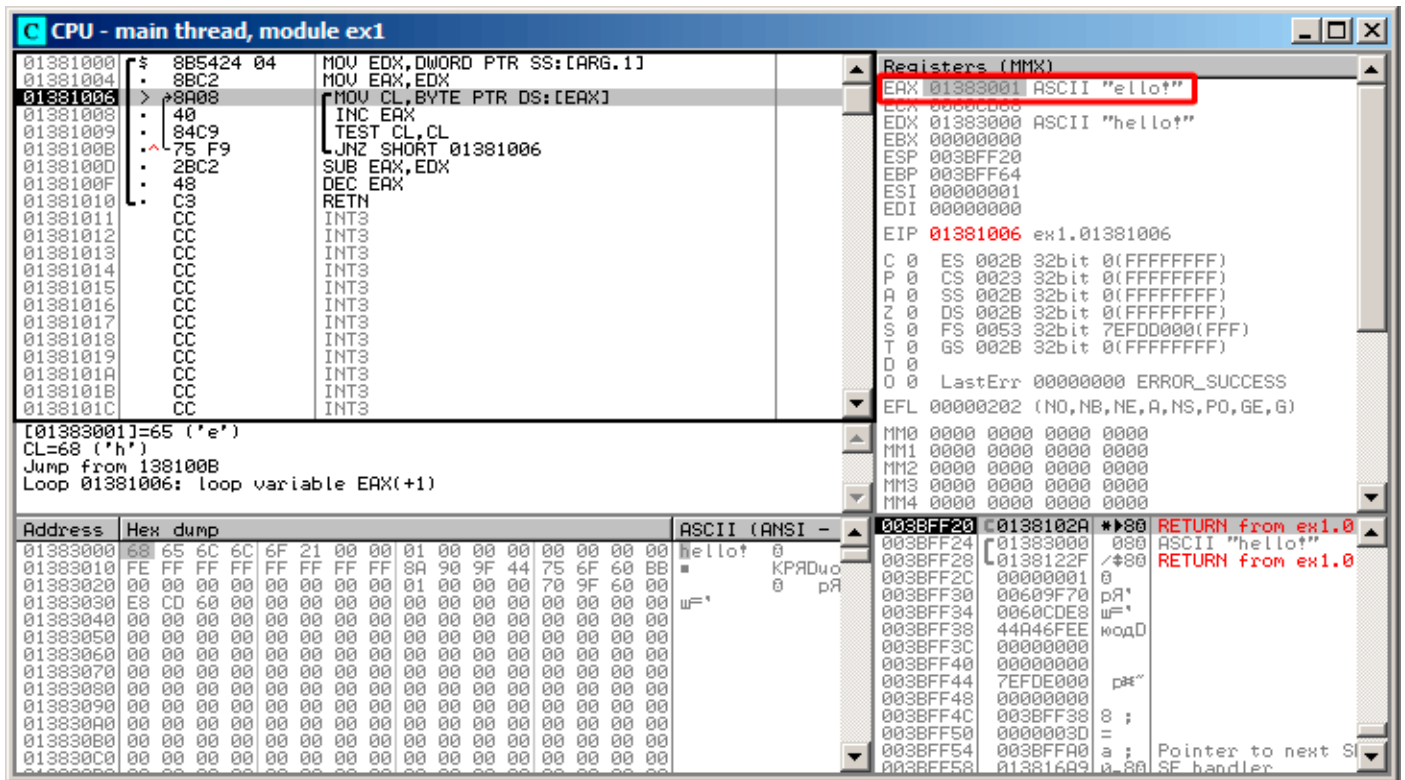 C CPU - main thread, module ex1
01381000 $ 8B5424 04 MOV EDX,DWORD PTR SS:[ARG.1]
01381004 . 8BC2 MOV EAX,EDX
01381006 > 8A08 MOV CL,BYTE PTR DS:[EAX]
01381008 . 40 INC EAX
01381009 . 84C9 TEST CL,CL
0138100B .^ 75 F9 JNZ SHORT 01381006
0138100D . 2BC2 SUB EAX,EDX
0138100F . 48 DEC EAX
01381010 . C3 RETN
01381011 CC INT3
01381012 CC INT3
01381013 CC INT3
01381014 CC INT3
01381015 CC INT3
01381016 CC INT3
01381017 CC INT3
01381018 CC INT3
01381019 CC INT3
0138101A CC INT3
0138101B CC INT3
0138101C CC INT3
[01383001]=65 ('e')
CL=68 ('h')
Jump from 138100B
Loop 01381006: loop variable EAX(+1)
Registers (MMX)
EAX 01383001 ASCII "ello!"
ECX 0060CD68
EDX 01383000 ASCII "hello!"
EBX 00000000
ESP 003BFF20
EBP 003BFF64
ESI 00000001
EDI 00000000
EIP 01381006 ex1.01381006
C 0 ES 002B 32bit 0(FFFFFFFF)
P 0 CS 0023 32bit 0(FFFFFFFF)
A 0 SS 002B 32bit 0(FFFFFFFF)
Z 0 DS 002B 32bit 0(FFFFFFFF)
S 0 FS 0053 32bit 7EFDD000(FFF)
T 0 GS 002B 32bit 0(FFFFFFFF)
D 0
O 0 LastErr 00000000 ERROR_SUCCESS
EFL 00000202 (NO,NB,NE,A,NS,PO,GE,G)
MM0 0000 0000 0000 0000
MM1 0000 0000 0000 0000
MM2 0000 0000 0000 0000
MM3 0000 0000 0000 0000
MM4 0000 0000 0000 0000
Address Hex dump ASCII (ANSI -
01383000 68 65 6C 6C 6F 21 00 00 01 00 00 00 00 00 00 00 hello! 0
01383010 FE FF FF FF FF FF FF FF 8A 90 9F 44 75 6F 60 BB ■ КРЯDuo
01383020 00 00 00 00 00 00 00 00 01 00 00 00 70 9F 60 00 0 pЯ
01383030 E8 CD 60 00 00 00 00 00 00 00 00 00 00 00 00 00 ш='
01383040 00 00 00 00 00 00 00 00 00 00 00 00 00 00 00 00
01383050 00 00 00 00 00 00 00 00 00 00 00 00 00 00 00 00
01383060 00 00 00 00 00 00 00 00 00 00 00 00 00 00 00 00
01383070 00 00 00 00 00 00 00 00 00 00 00 00 00 00 00 00
01383080 00 00 00 00 00 00 00 00 00 00 00 00 00 00 00 00
01383090 00 00 00 00 00 00 00 00 00 00 00 00 00 00 00 00
013830A0 00 00 00 00 00 00 00 00 00 00 00 00 00 00 00 00
013830B0 00 00 00 00 00 00 00 00 00 00 00 00 00 00 00 00
013830C0 00 00 00 00 00 00 00 00 00 00 00 00 00 00 00 00
003BFF20 0138102A *►80 RETURN from ex1.0
003BFF24 01383000 080 ASCII "hello!"
003BFF28 0138122F /‡80 RETURN from ex1.0
003BFF2C 00000001 0
003BFF30 00609F70 pЯ'
003BFF34 0060CDE8 ш='
003BFF38 44A46FEE юодD
003BFF3C 00000000
003BFF40 00000000
003BFF44 7EFDE000
003BFF48 00000000
003BFF4C 003BFF38 8 ;
003BFF50 0000003D =
003BFF54 003BFFA0 a ; Pointer to next S
003BFF58 013816A9 SE handler